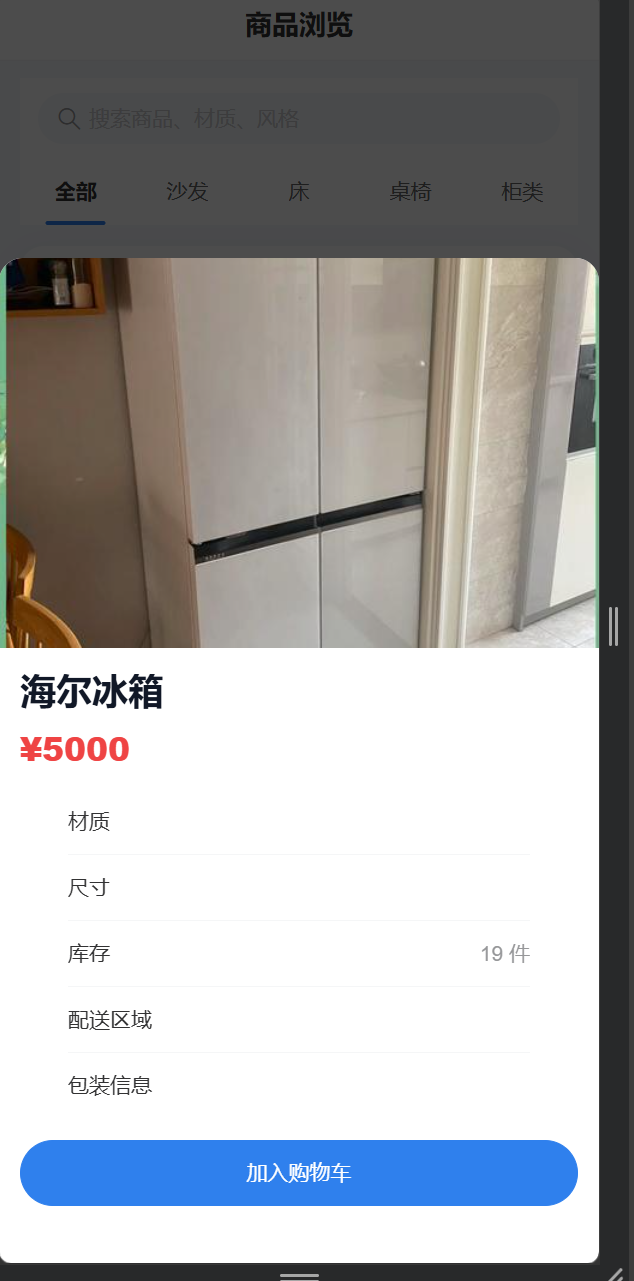 商品浏览
搜索商品、材质、风格
全部 沙发 床 桌椅 柜类
海尔冰箱
¥5000
材质
尺寸
库存 19 件
配送区域
包装信息
加入购物车